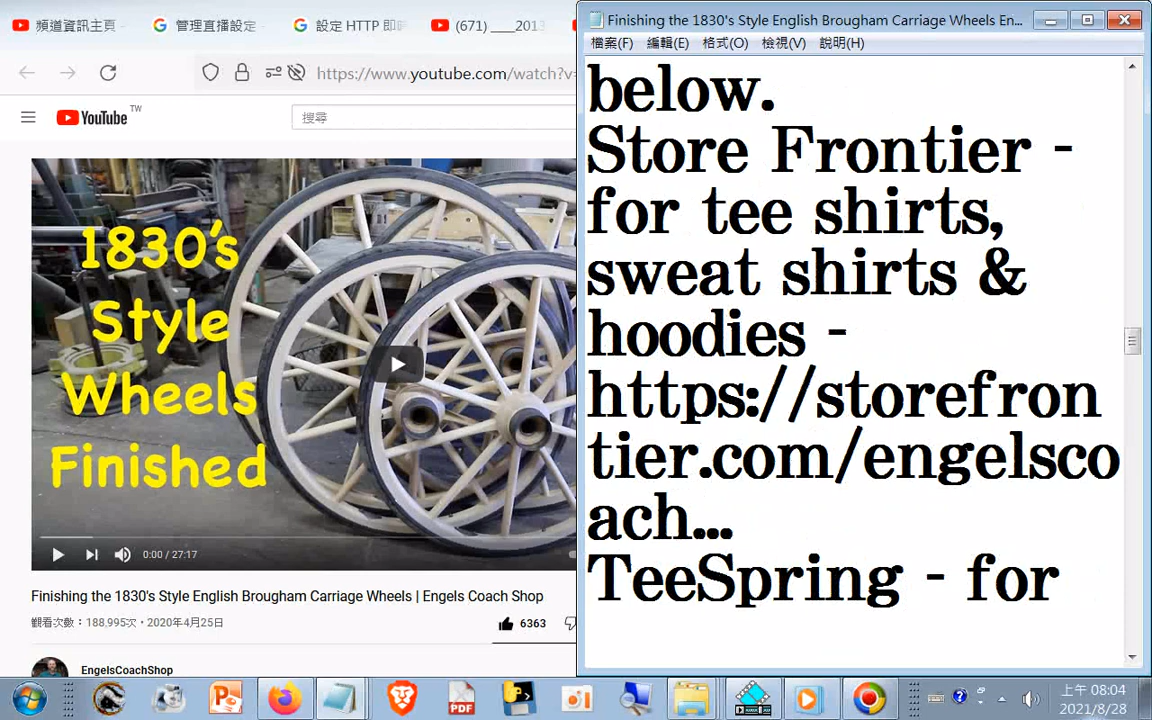 頻道資訊主頁
管理直播設定
設定 HTTP 即時
(671) ____2013
https://www.youtube.com/watch?v=
YouTube
TW
搜尋
1830's
Style
Wheels
Finished
0:00 / 27:17
Finishing the 1830's Style English Brougham Carriage Wheels | Engels Coach Shop
觀看次數：188,995次・2020年4月25日
6363
EngelsCoachShop
Finishing the 1830's Style English Brougham Carriage Wheels En...
檔案(F) 編輯(E) 格式(O) 檢視(V) 說明(H)
below.
Store Frontier -
for tee shirts,
sweat shirts &
hoodies -
https://storefron
tier.com/engelsco
ach...
TeeSpring - for
上午 08:04
2021/8/28